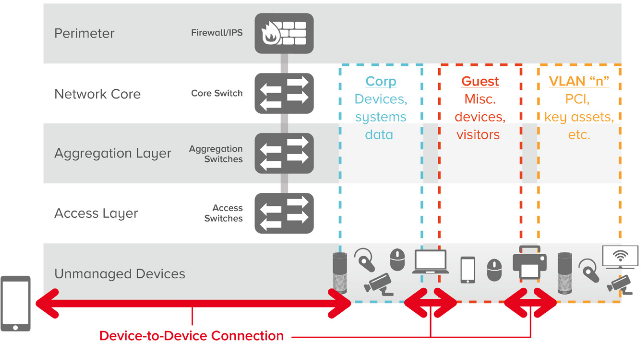 Perimeter
Firewall/IPS
Network Core
Core Switch
Corp
Devices,
systems
data
Guest
Misc.
devices,
visitors
VLAN “n”
PCI,
key assets,
etc.
Aggregation Layer
Aggregation
Switches
Access Layer
Access
Switches
Unmanaged Devices
Device-to-Device Connection